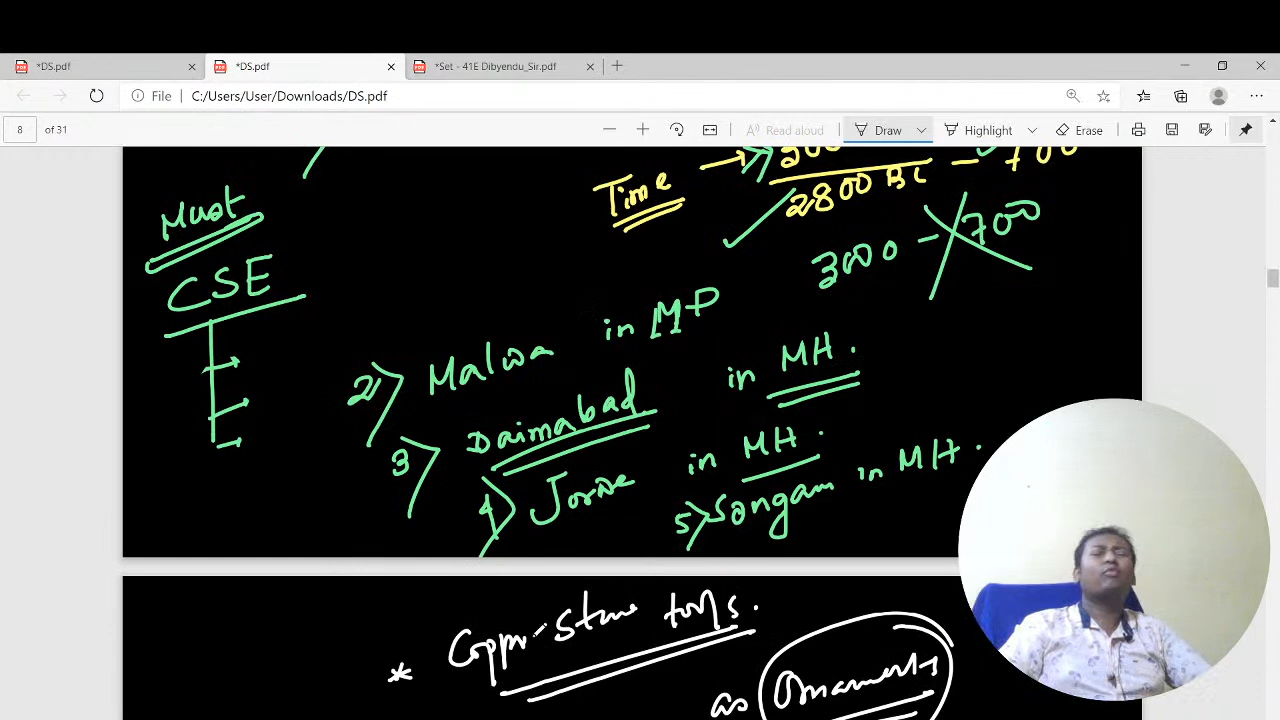 *DS.pdf *DS.pdf *Set - 41E Dibyendu_Sir.pdf
File C:/Users/User/Downloads/DS.pdf
8 of 31 Read aloud Draw Highlight Erase
Time → 2800 BC - 700
3000 - 700
Must
CSE
2) Malwa in MP
3) Daimabad in MH.
4) Jorwe in MH.
5) Songam in MH.
* Copper-stone tools.
as Ornaments